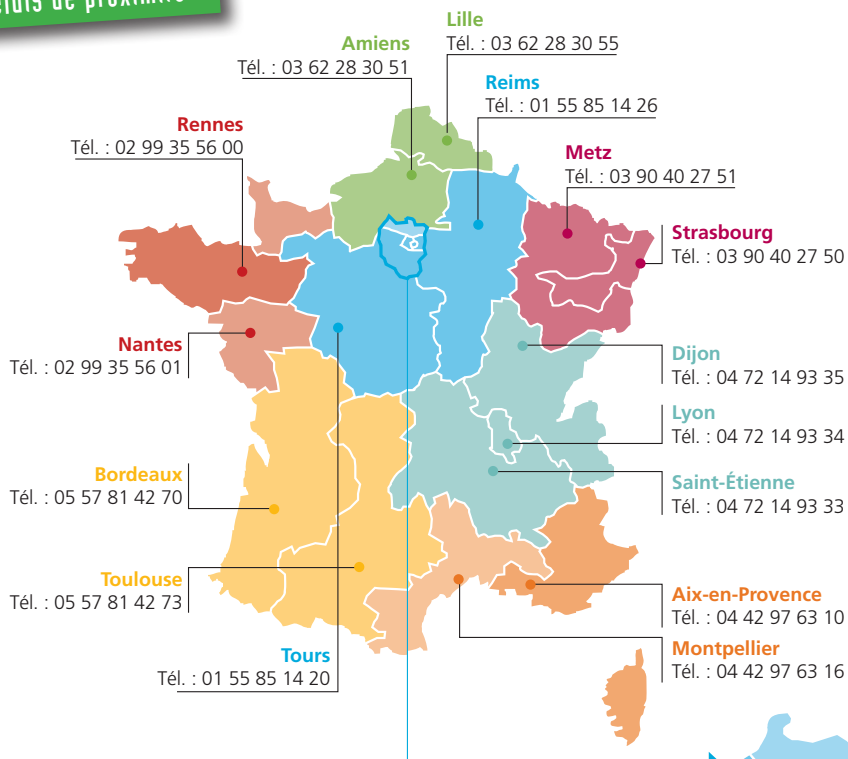 de proximité
Lille
Tél. : 03 62 28 30 55
Amiens
Tél. : 03 62 28 30 51
Reims
Tél. : 01 55 85 14 26
Rennes
Tél. : 02 99 35 56 00
Metz
Tél. : 03 90 40 27 51
Strasbourg
Tél. : 03 90 40 27 50
Nantes
Tél. : 02 99 35 56 01
Dijon
Tél. : 04 72 14 93 35
Lyon
Tél. : 04 72 14 93 34
Bordeaux
Tél. : 05 57 81 42 70
Saint-Étienne
Tél. : 04 72 14 93 33
Toulouse
Tél. : 05 57 81 42 73
Aix-en-Provence
Tél. : 04 42 97 63 10
Montpellier
Tél. : 04 42 97 63 16
Tours
Tél. : 01 55 85 14 20